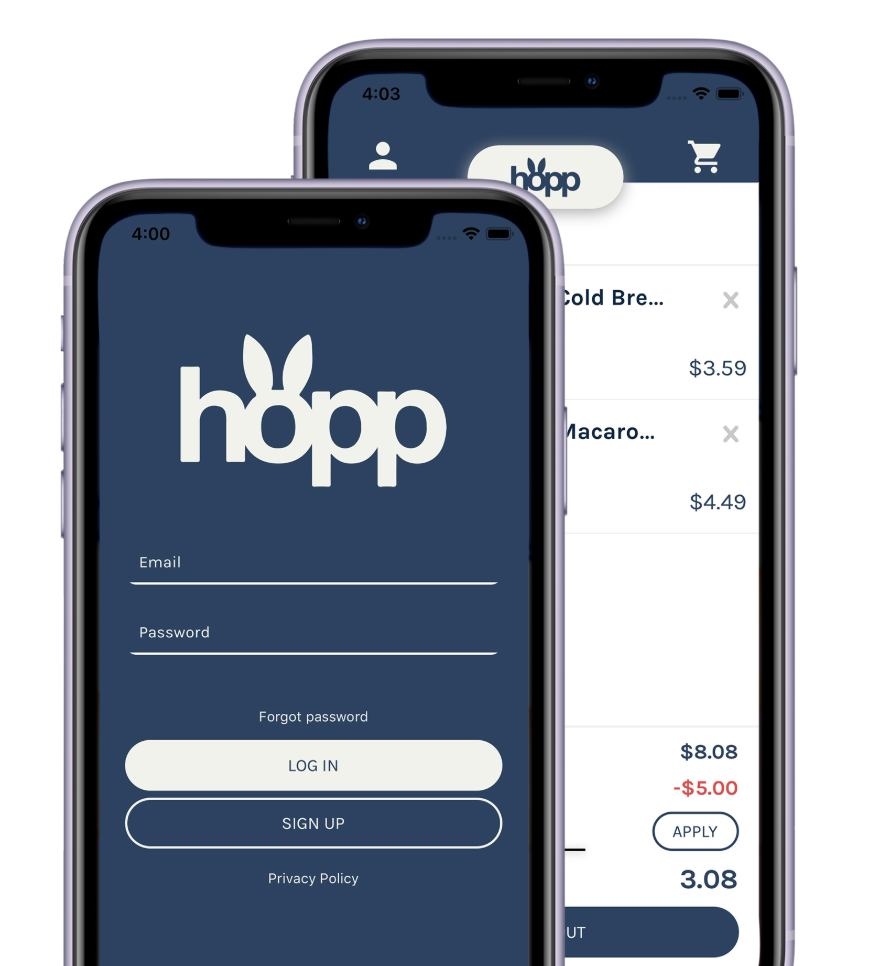 4:03
hopp
Cold Bre...
$3.59
Macaro...
$4.49
$8.08
-$5.00
APPLY
3.08
UT
4:00
hopp
Email
Password
Forgot password
LOG IN
SIGN UP
Privacy Policy